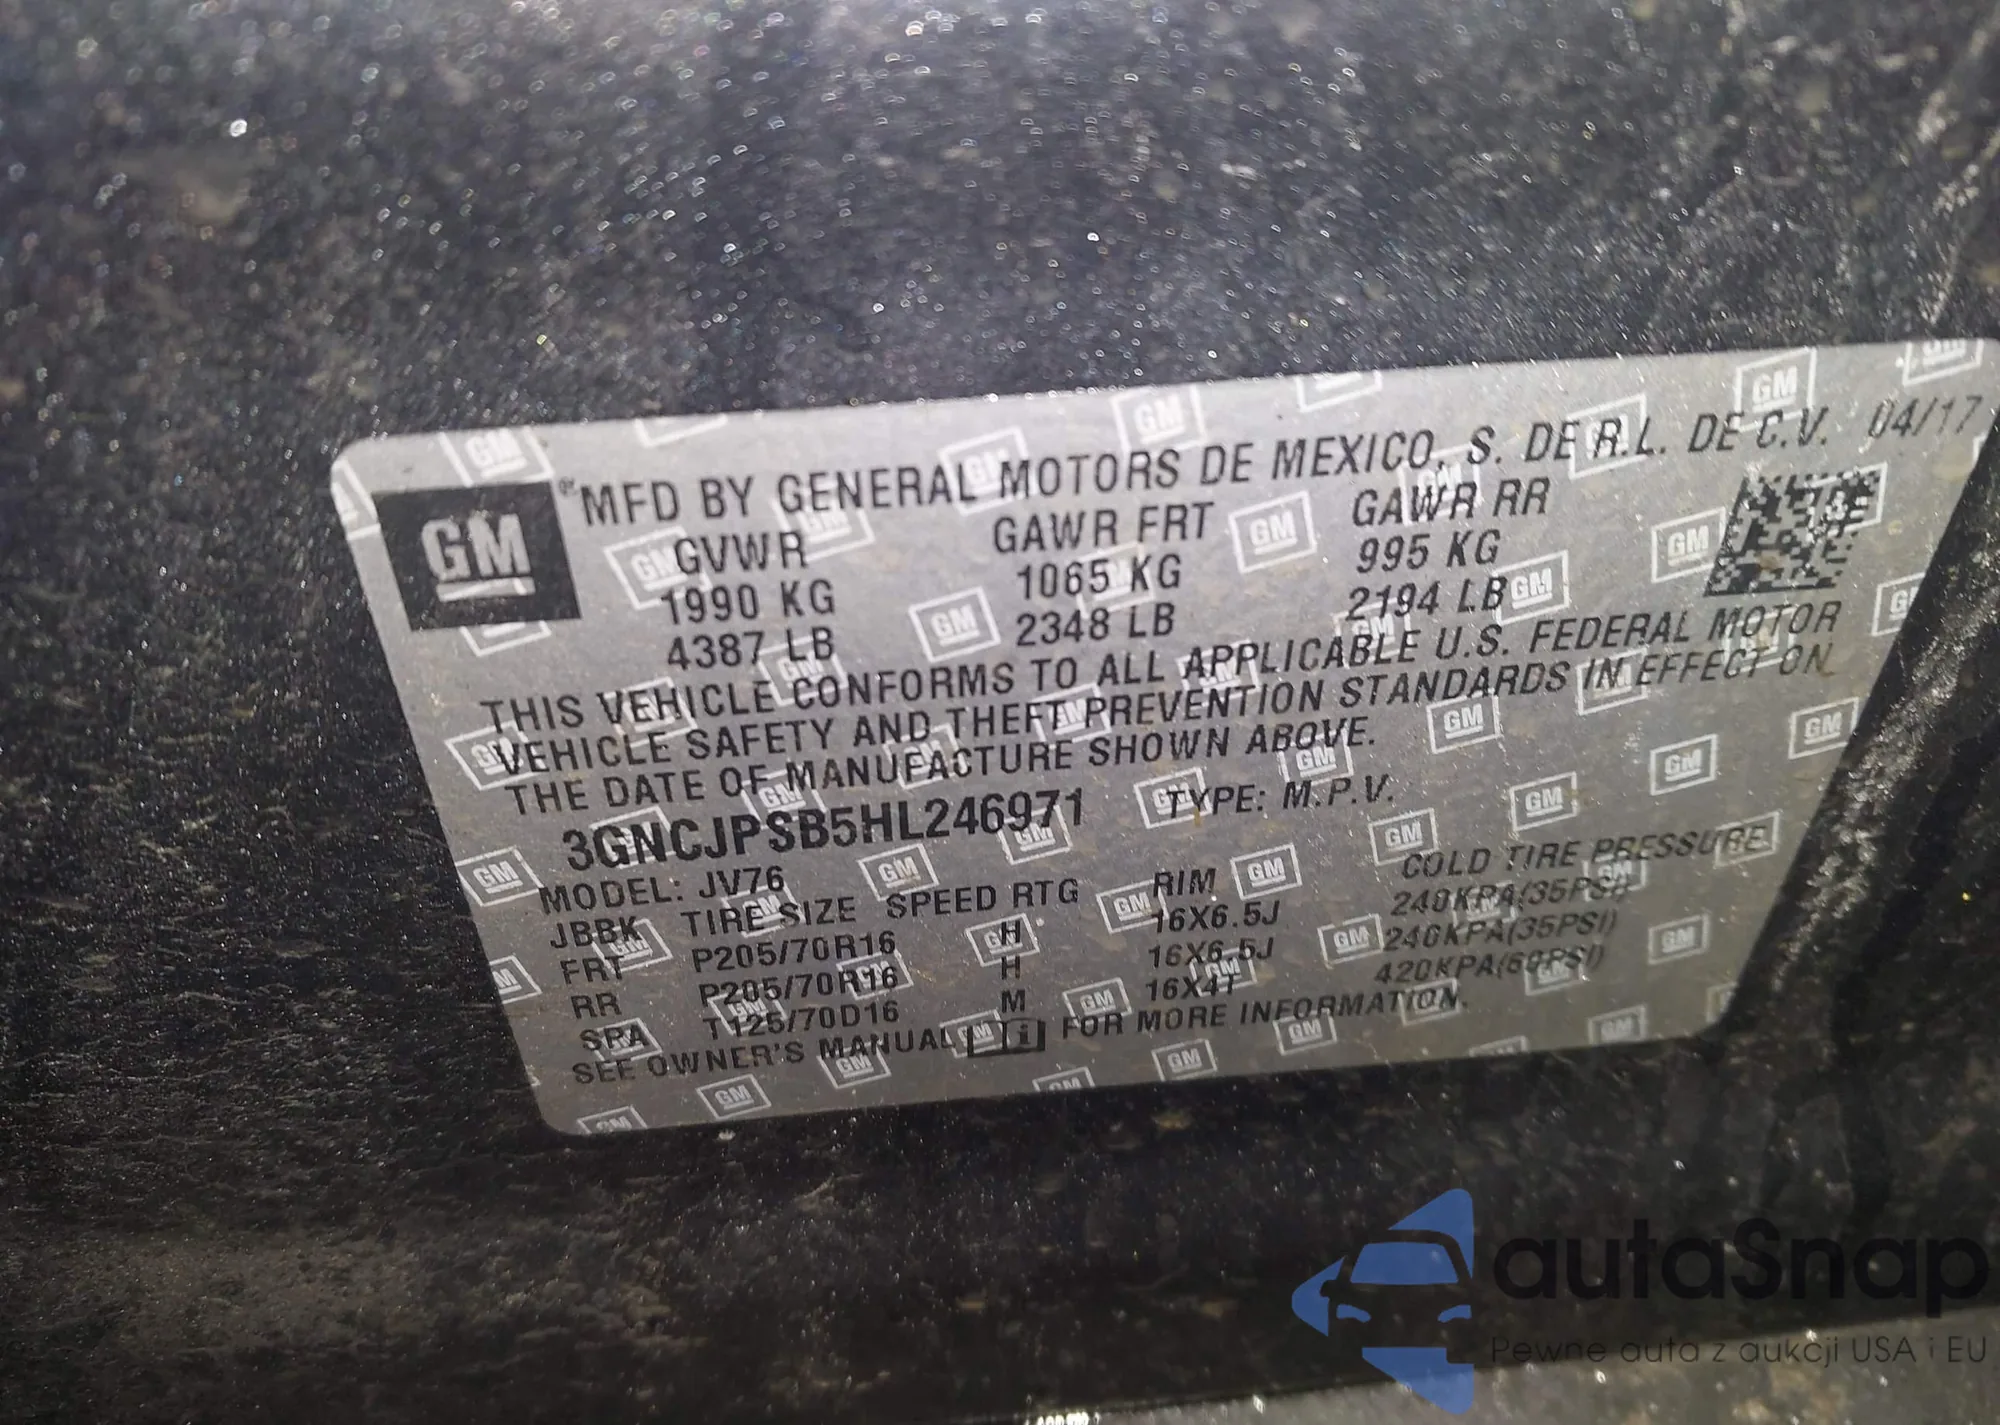 GM
MFD BY GENERAL MOTORS DE MEXICO, S. DE R.L. DE C.V. 04/17
GVWR GAWR FRT GAWR RR
1990 KG 1065 KG 995 KG
4387 LB 2348 LB 2194 LB
THIS VEHICLE CONFORMS TO ALL APPLICABLE U.S. FEDERAL MOTOR
VEHICLE SAFETY AND THEFT PREVENTION STANDARDS IN EFFECT ON
THE DATE OF MANUFACTURE SHOWN ABOVE.
3GNCJPSB5HL246971 TYPE: M.P.V.
MODEL: JV76
JBBK TIRE SIZE SPEED RTG RIM COLD TIRE PRESSURE
FRT P205/70R16 H 16X6.5J 240KPA(35PSI)
RR P205/70R16 H 16X6.5J 240KPA(35PSI)
SPA T125/70D16 M 16X4T 420KPA(60PSI)
SEE OWNER'S MANUAL i FOR MORE INFORMATION.
autaSnap
Pewne auta z aukcji USA i EU